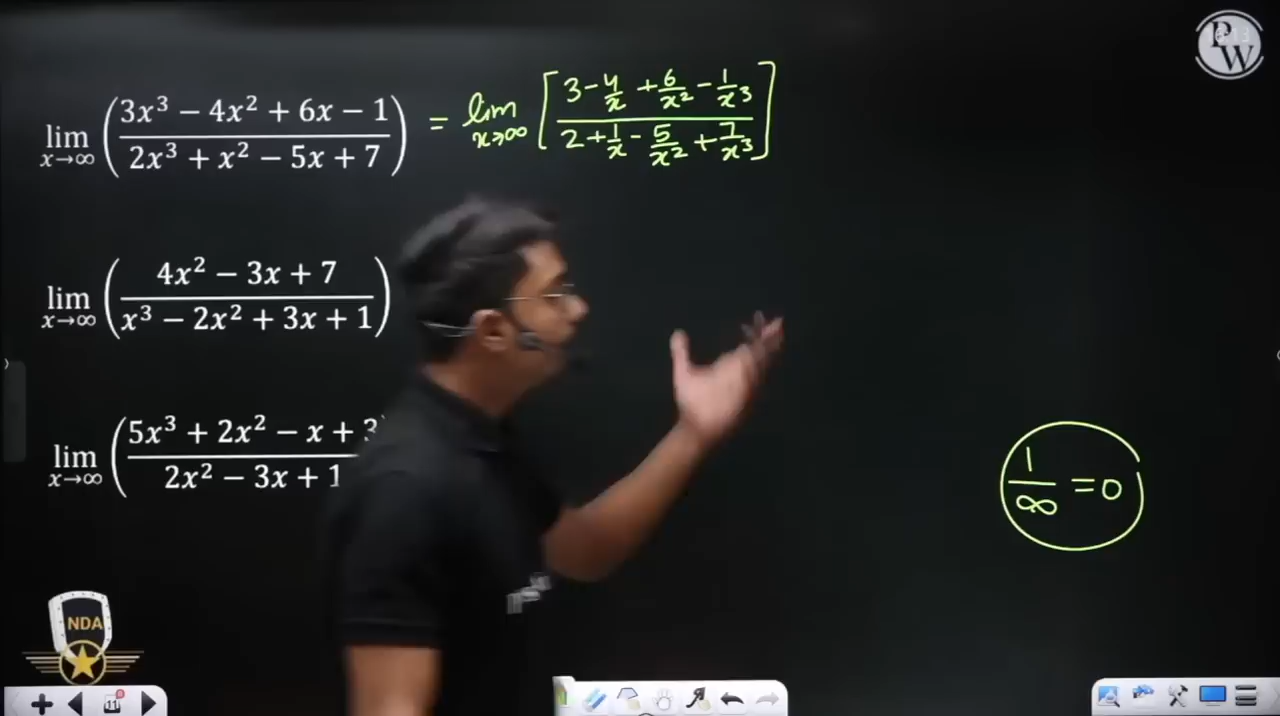 lim x→∞ (3x³ − 4x² + 6x − 1 / 2x³ + x² − 5x + 7) = lim x→∞ [3 - 4/x + 6/x² - 1/x³ / 2 + 1/x - 5/x² + 7/x³]
lim x→∞ (4x² − 3x + 7 / x³ − 2x² + 3x + 1)
lim x→∞ (5x³ + 2x² − x + 3 / 2x² − 3x + 1
1/∞ = 0
PW
NDA
11